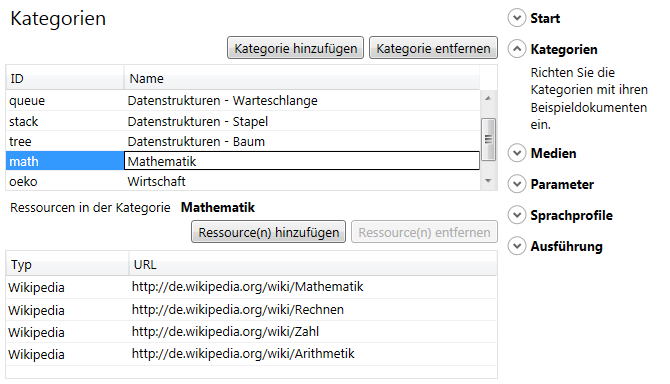 Kategorien
Kategorie hinzufügen Kategorie entfernen
ID Name
queue Datenstrukturen - Warteschlange
stack Datenstrukturen - Stapel
tree Datenstrukturen - Baum
math Mathematik
oeko Wirtschaft
Ressourcen in der Kategorie Mathematik
Ressource(n) hinzufügen Ressource(n) entfernen
Typ URL
Wikipedia http://de.wikipedia.org/wiki/Mathematik
Wikipedia http://de.wikipedia.org/wiki/Rechnen
Wikipedia http://de.wikipedia.org/wiki/Zahl
Wikipedia http://de.wikipedia.org/wiki/Arithmetik
Start
Kategorien
Richten Sie die
Kategorien mit ihren
Beispieldokumenten
ein.
Medien
Parameter
Sprachprofile
Ausführung